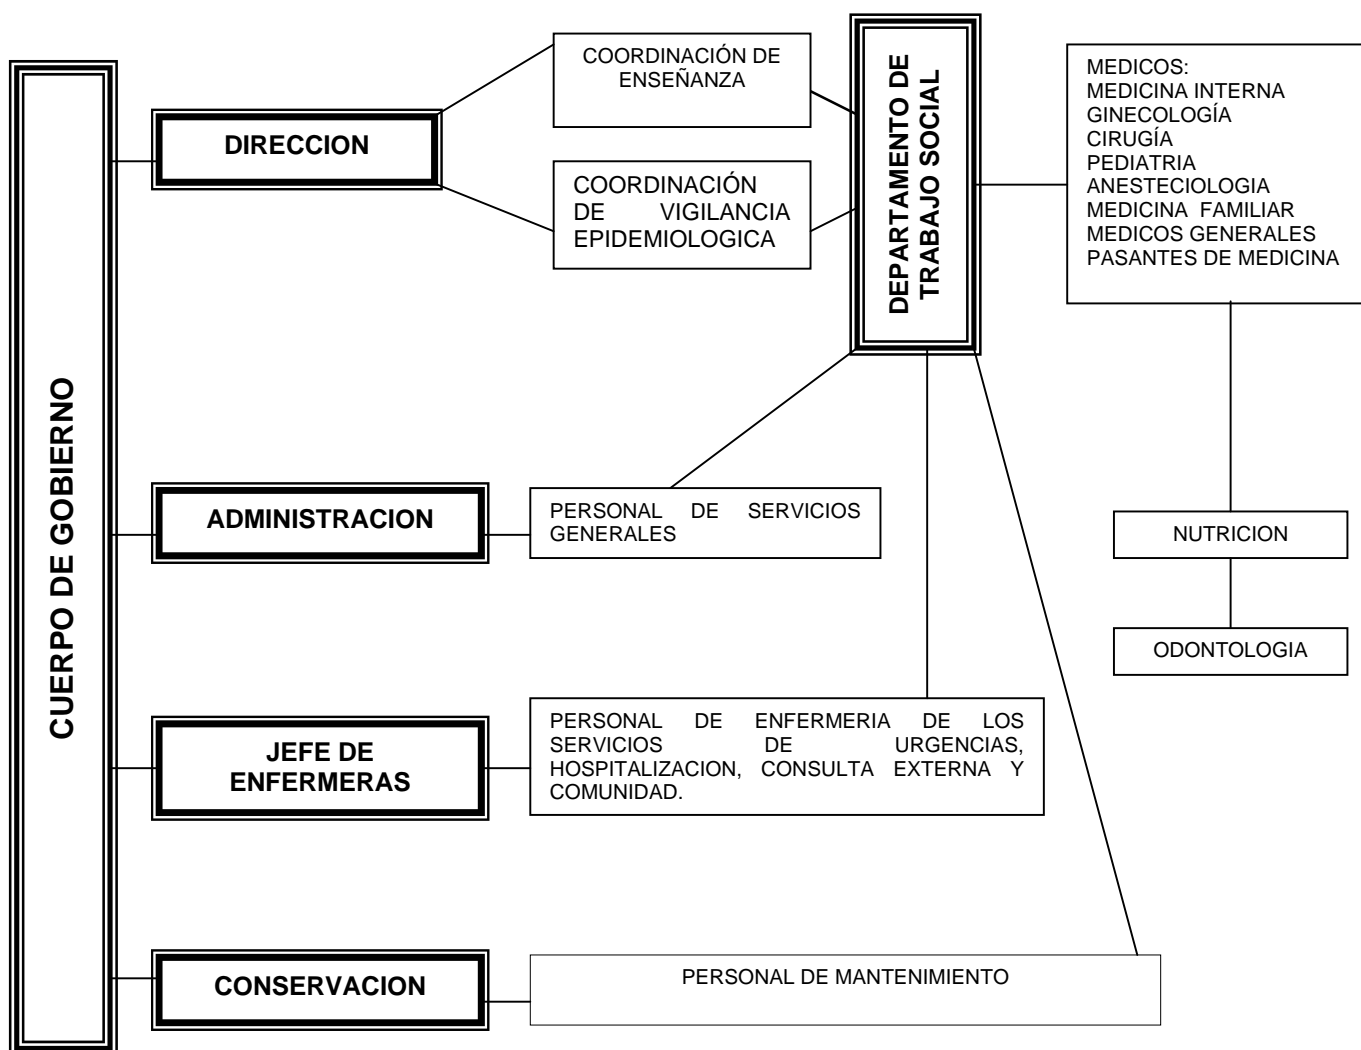 CUERPO DE GOBIERNO
DIRECCION
COORDINACIÓN DE
ENSEÑANZA
COORDINACIÓN
DE VIGILANCIA
EPIDEMIOLOGICA
DEPARTAMENTO DE
TRABAJO SOCIAL
MEDICOS:
MEDICINA INTERNA
GINECOLOGÍA
CIRUGÍA
PEDIATRIA
ANESTECIOLOGIA
MEDICINA FAMILIAR
MEDICOS GENERALES
PASANTES DE MEDICINA
ADMINISTRACION
PERSONAL DE SERVICIOS
GENERALES
NUTRICION
ODONTOLOGIA
JEFE DE
ENFERMERAS
PERSONAL DE ENFERMERIA DE LOS
SERVICIOS DE URGENCIAS,
HOSPITALIZACION, CONSULTA EXTERNA Y
COMUNIDAD.
CONSERVACION
PERSONAL DE MANTENIMIENTO